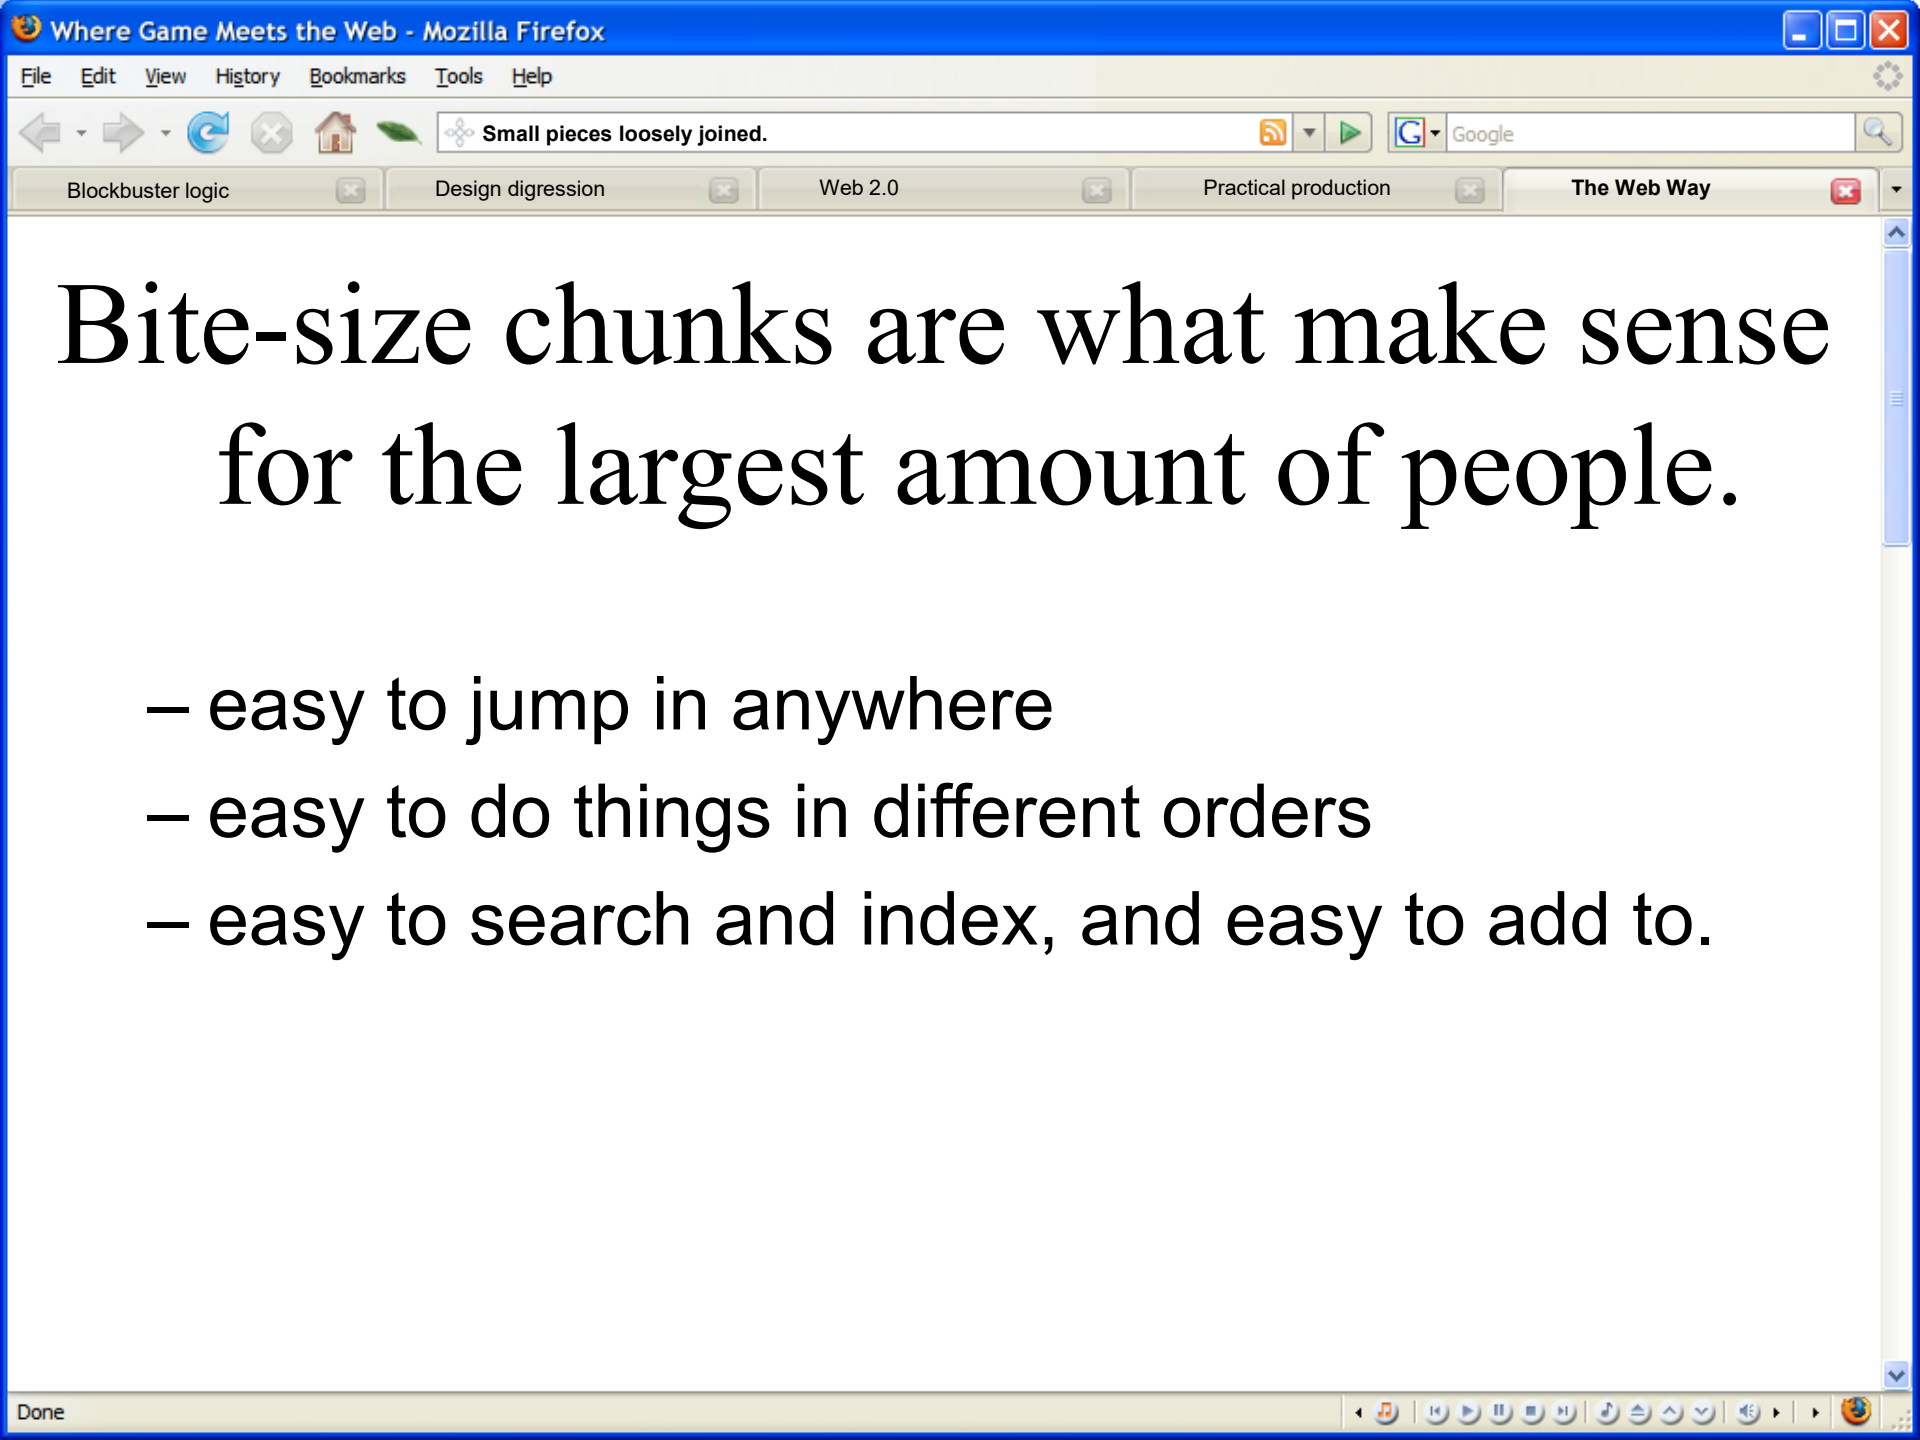 Where Game Meets the Web - Mozilla Firefox
File Edit View History Bookmarks Tools Help
Small pieces loosely joined.
G Google
Blockbuster logic Design digression Web 2.0 Practical production The Web Way
Bite-size chunks are what make sense
for the largest amount of people.
– easy to jump in anywhere
– easy to do things in different orders
– easy to search and index, and easy to add to.
Done